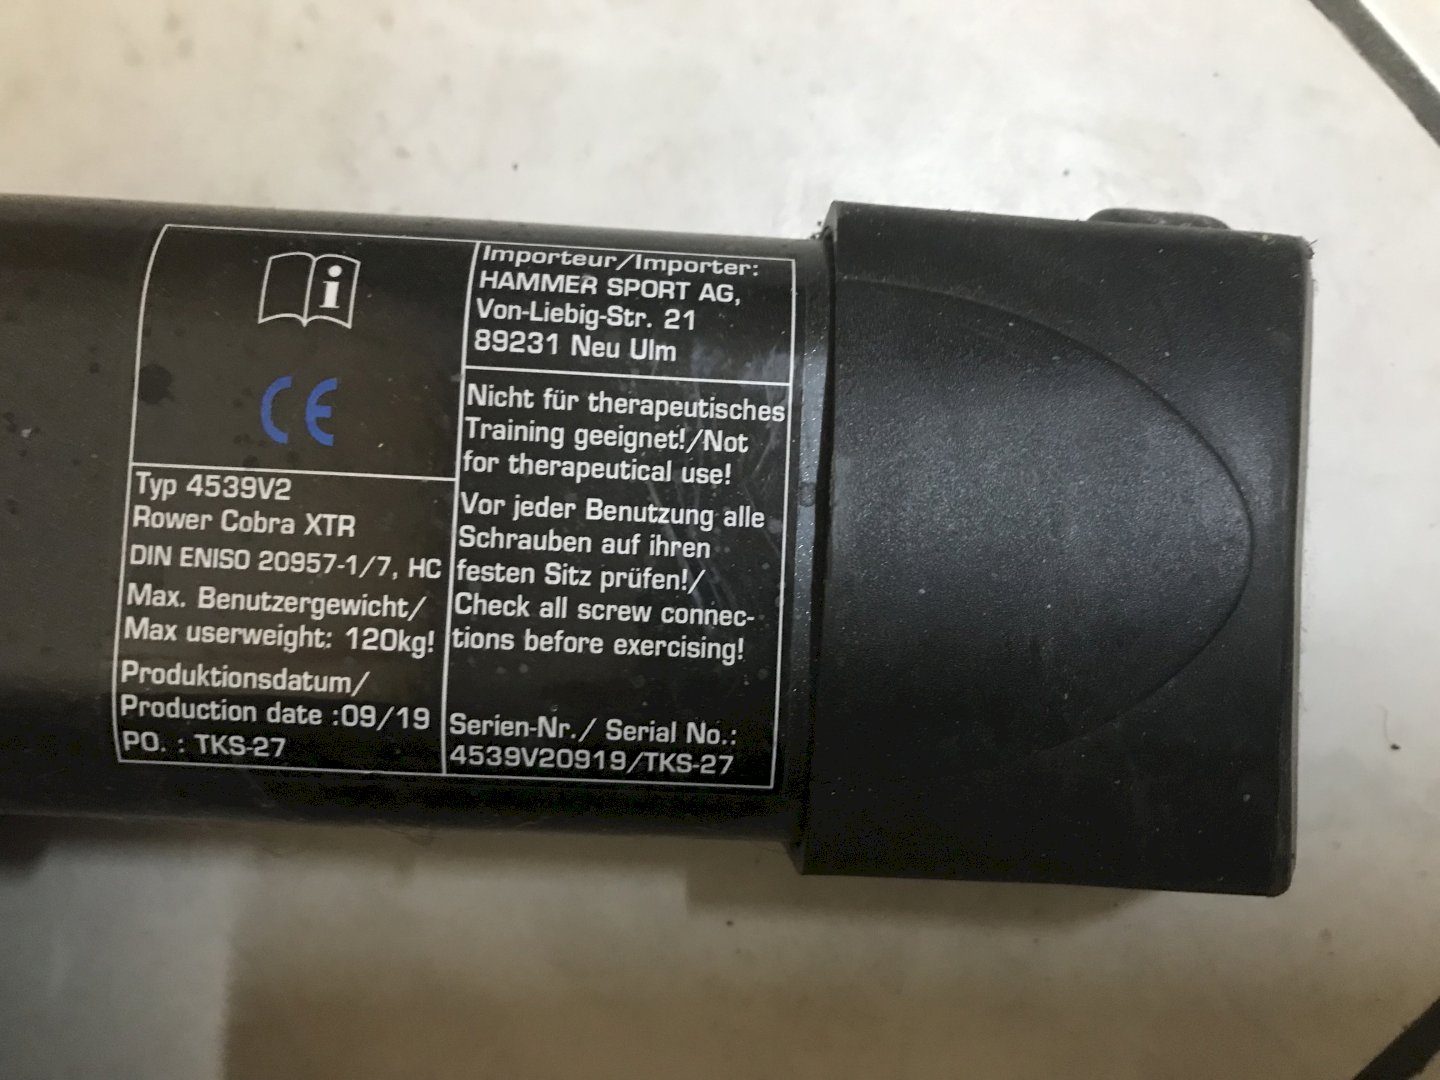 i
CE
Typ 4539V2
Rower Cobra XTR
DIN ENISO 20957-1/7, HC
Max. Benutzergewicht/
Max userweight: 120kg!
Produktionsdatum/
Production date :09/19
PO. : TKS-27
Importeur/Importer:
HAMMER SPORT AG,
Von-Liebig-Str. 21
89231 Neu Ulm
Nicht für therapeutisches
Training geeignet!/Not
for therapeutical use!
Vor jeder Benutzung alle
Schrauben auf ihren
festen Sitz prüfen!/
Check all screw connec-
tions before exercising!
Serien-Nr./ Serial No.:
4539V20919/TKS-27